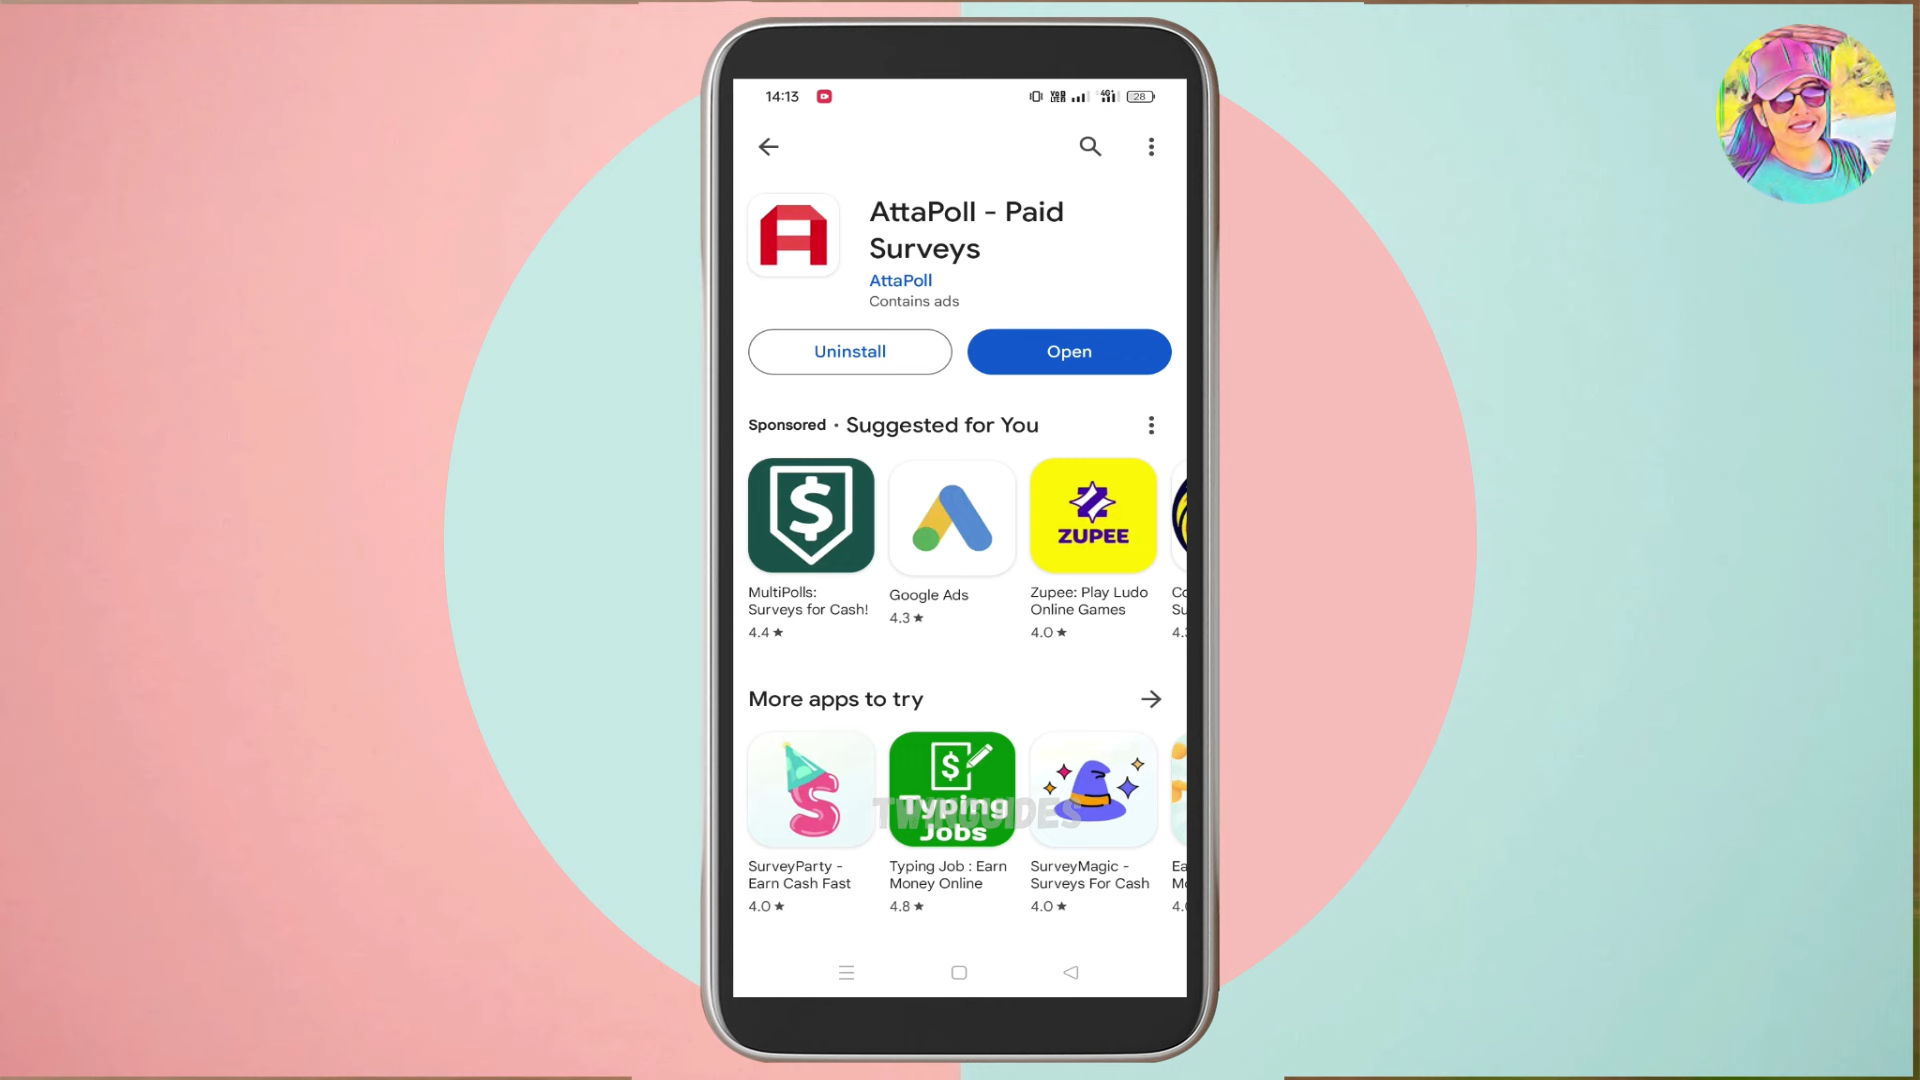 14:13
28
AttaPoll - Paid
Surveys
AttaPoll
Contains ads
Uninstall
Open
Sponsored · Suggested for You
ZUPEE
MultiPolls:
Surveys for Cash!
4.4 ★
Google Ads
4.3 ★
Zupee: Play Ludo
Online Games
4.0 ★
More apps to try
Typing
Jobs
TWINGUIDES
SurveyParty -
Earn Cash Fast
4.0 ★
Typing Job : Earn
Money Online
4.8 ★
SurveyMagic -
Surveys For Cash
4.0 ★